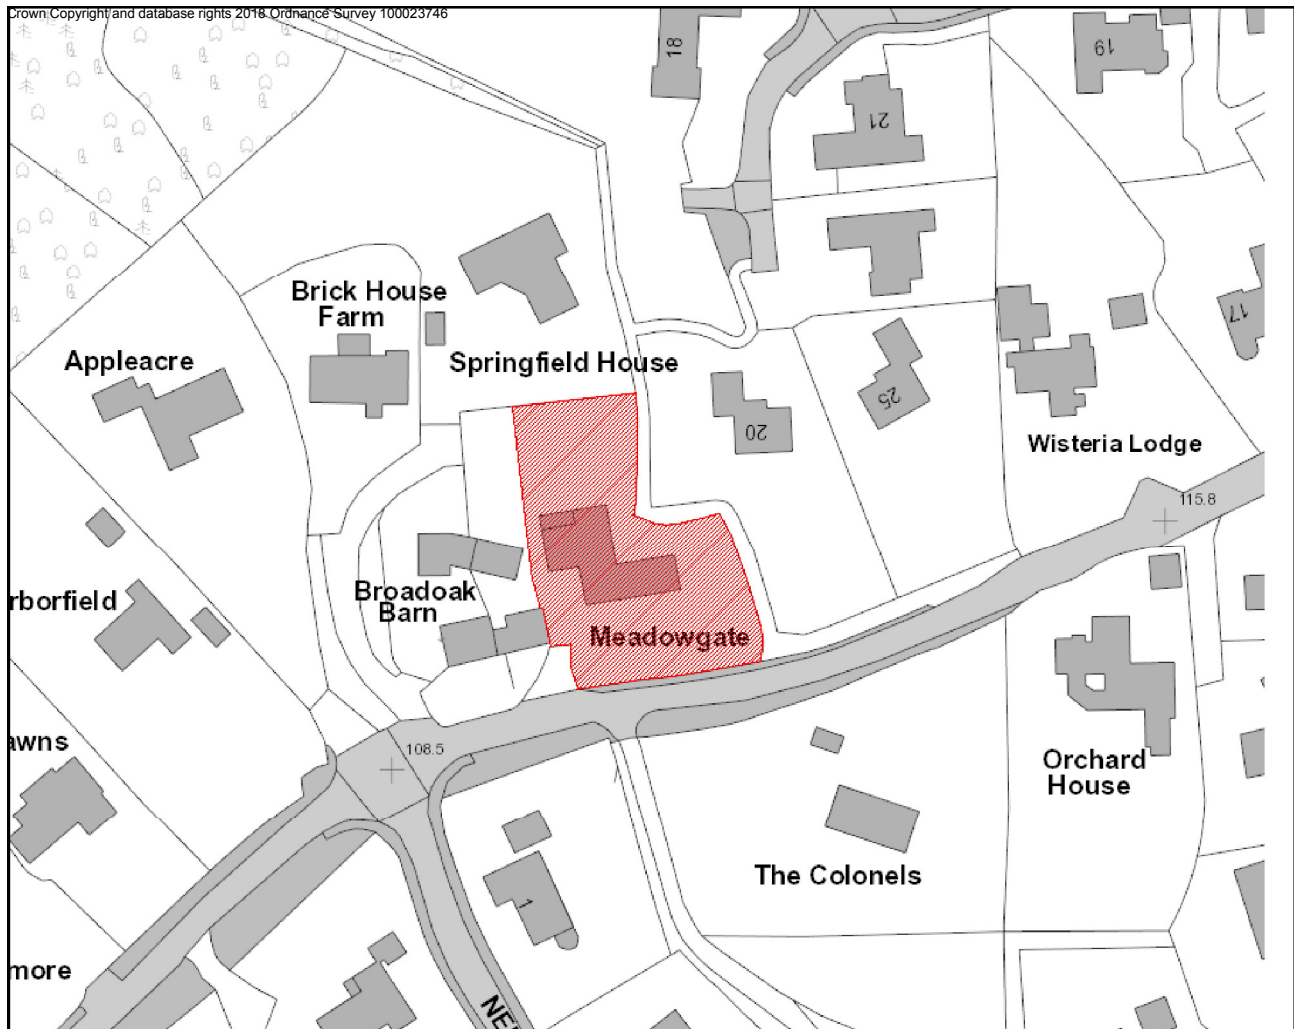 Crown Copyright and database rights 2018 Ordnance Survey 100023746
18
19
21
Brick House
Farm
17
Appleacre
Springfield House
25
20
Wisteria Lodge
115.8
Broadoak
Barn
rborfield
Meadowgate
awns
108.5
Orchard
House
The Colonels
1
more
NE